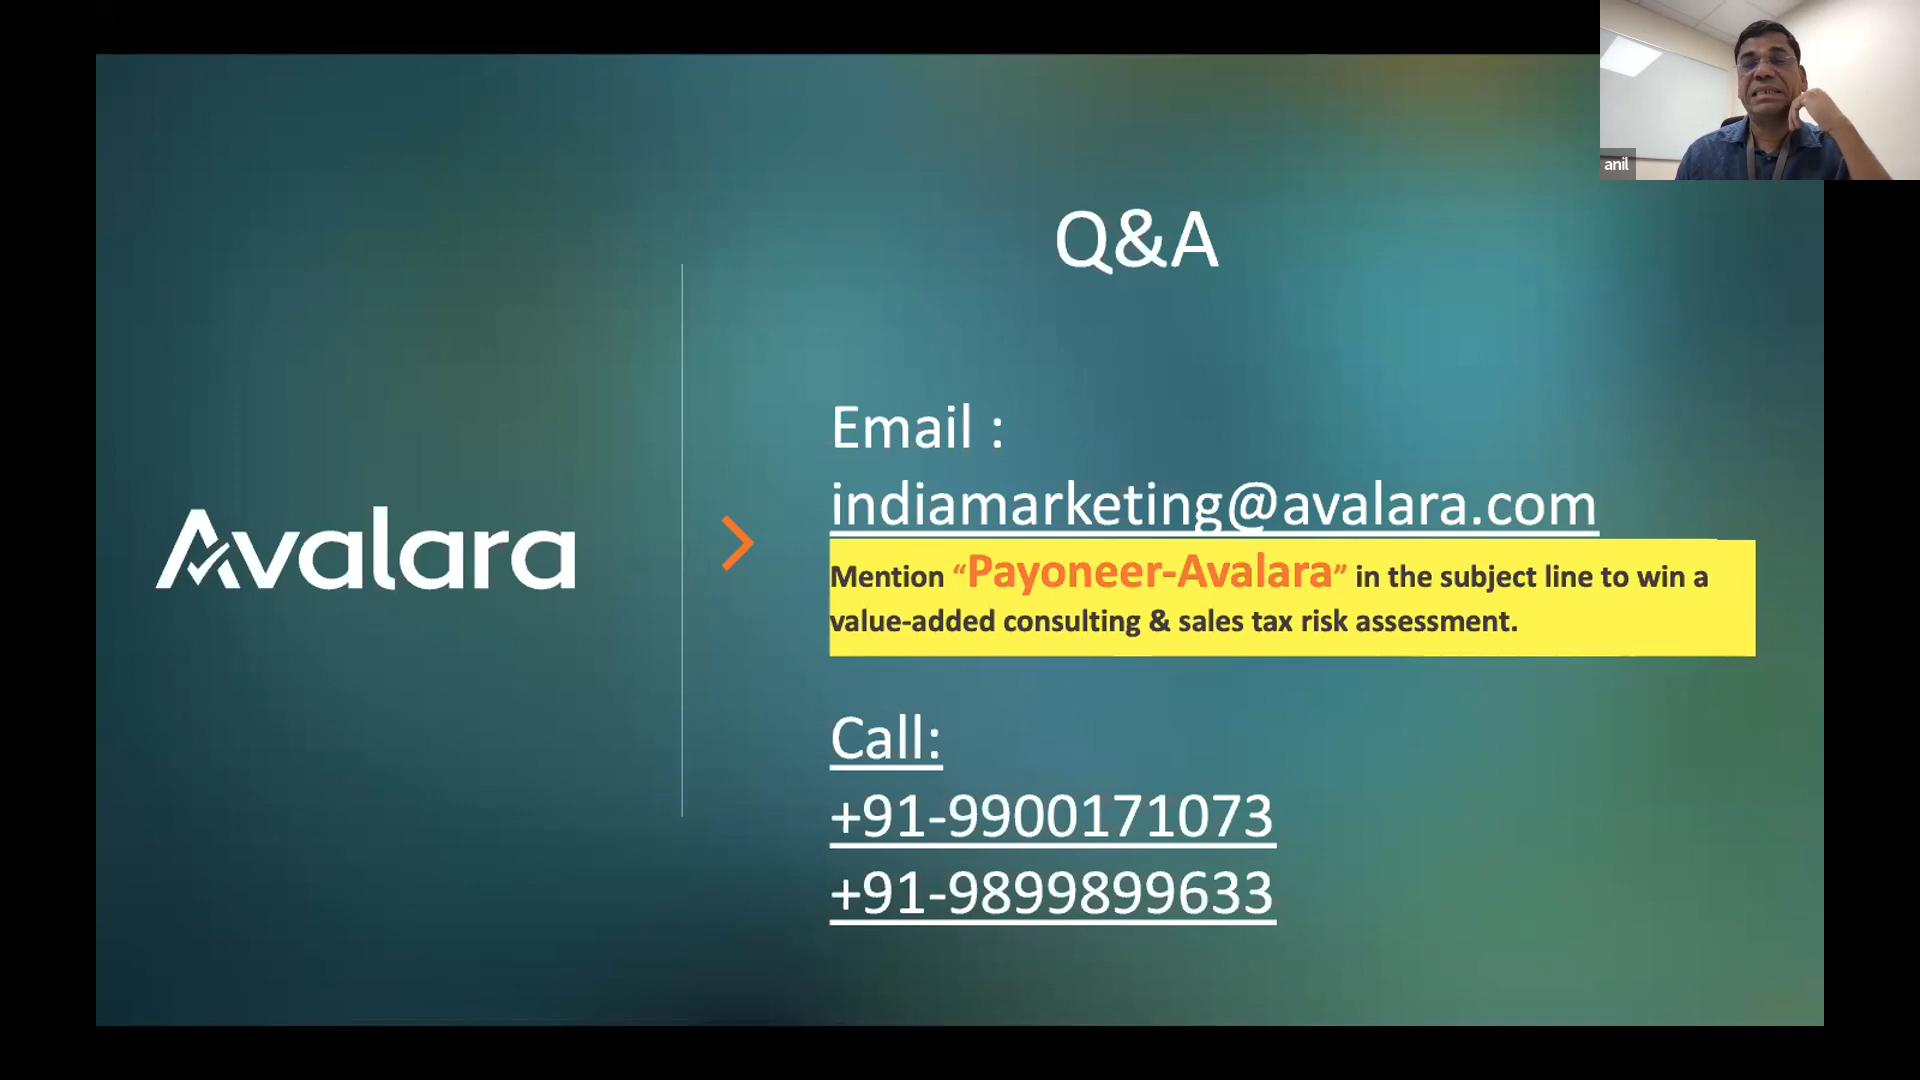 anil
Q&A
Email :
indiamarketing@avalara.com
Mention “Payoneer-Avalara” in the subject line to win a
value-added consulting & sales tax risk assessment.
Avalara
Call:
+91-9900171073
+91-9899899633